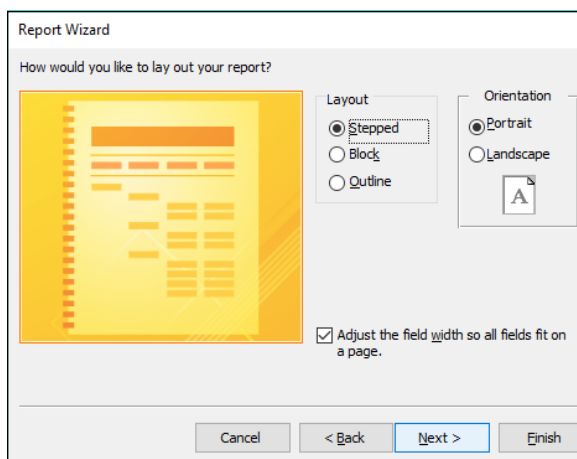 Report Wizard
How would you like to lay out your report?
Layout
Stepped
Block
Outline
Orientation
Portrait
Landscape
A
Adjust the field width so all fields fit on
a page.
Cancel
< Back
Next >
Finish